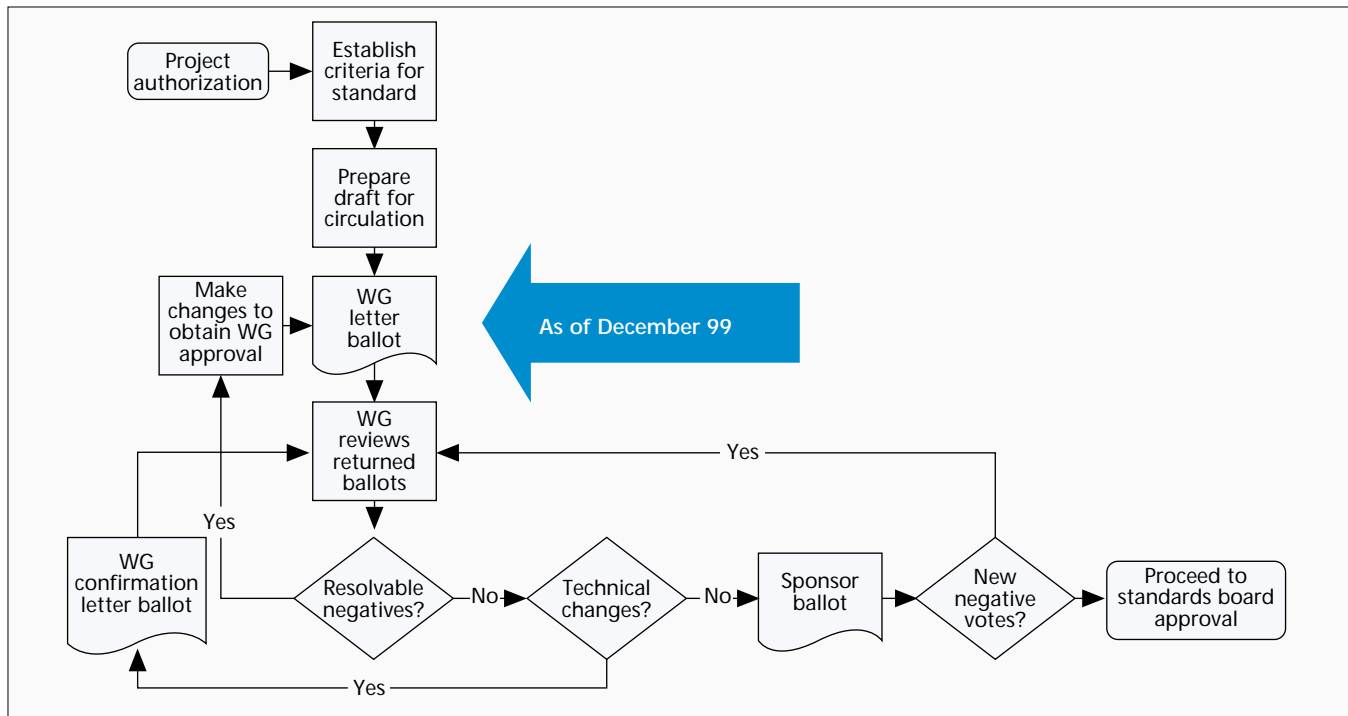 Project
authorization
Establish
criteria for
standard
Prepare
draft for
circulation
Make
changes to
obtain WG
approval
WG
letter
ballot
As of December 99
WG
reviews
returned
ballots
Yes
Yes
WG
confirmation
letter ballot
Resolvable
negatives?
No
Technical
changes?
No
Sponsor
ballot
New
negative
votes?
Proceed to
standards board
approval
Yes